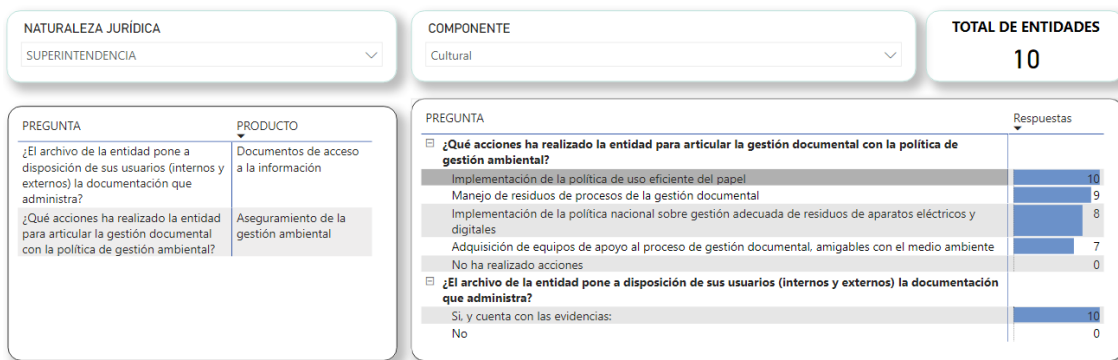 NATURALEZA JURÍDICA
SUPERINTENDENCIA
COMPONENTE
Cultural
TOTAL DE ENTIDADES
10
PREGUNTA PRODUCTO
¿El archivo de la entidad pone a Documentos de acceso
disposición de sus usuarios (internos y a la información
externos) la documentación que
administra?
¿Qué acciones ha realizado la entidad Aseguramiento de la
para articular la gestión documental gestión ambiental
con la política de gestión ambiental?
PREGUNTA Respuestas
¿Qué acciones ha realizado la entidad para articular la gestión documental con la política de
gestión ambiental?
Implementación de la política de uso eficiente del papel 10
Manejo de residuos de procesos de la gestión documental 9
Implementación de la política nacional sobre gestión adecuada de residuos de aparatos eléctricos y 8
digitales
Adquisición de equipos de apoyo al proceso de gestión documental, amigables con el medio ambiente 7
No ha realizado acciones 0
¿El archivo de la entidad pone a disposición de sus usuarios (internos y externos) la documentación
que administra?
Si, y cuenta con las evidencias: 10
No 0